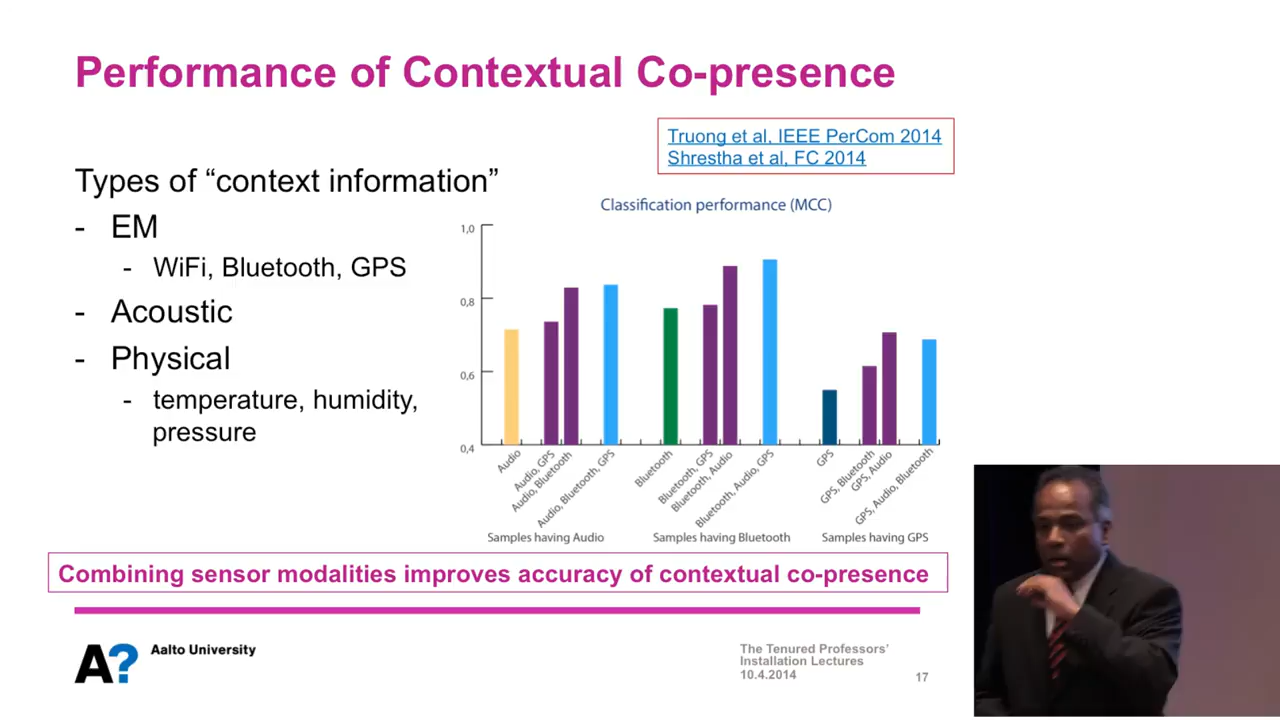 Performance of Contextual Co-presence
Truong et al, IEEE PerCom 2014
Shrestha et al, FC 2014
Types of “context information”
- EM
- WiFi, Bluetooth, GPS
- Acoustic
- Physical
- temperature, humidity,
pressure
Classification performance (MCC)
1,0
0,8
0,6
0,4
Audio
Audio, GPS
Audio, Bluetooth
Audio, Bluetooth, GPS
Bluetooth
Bluetooth, GPS
Bluetooth, Audio
Bluetooth, Audio, GPS
GPS
GPS, Bluetooth
GPS, Audio
GPS, Audio, Bluetooth
Samples having Audio
Samples having Bluetooth
Samples having GPS
Combining sensor modalities improves accuracy of contextual co-presence
A?
Aalto University
The Tenured Professors’
Installation Lectures
10.4.2014
17